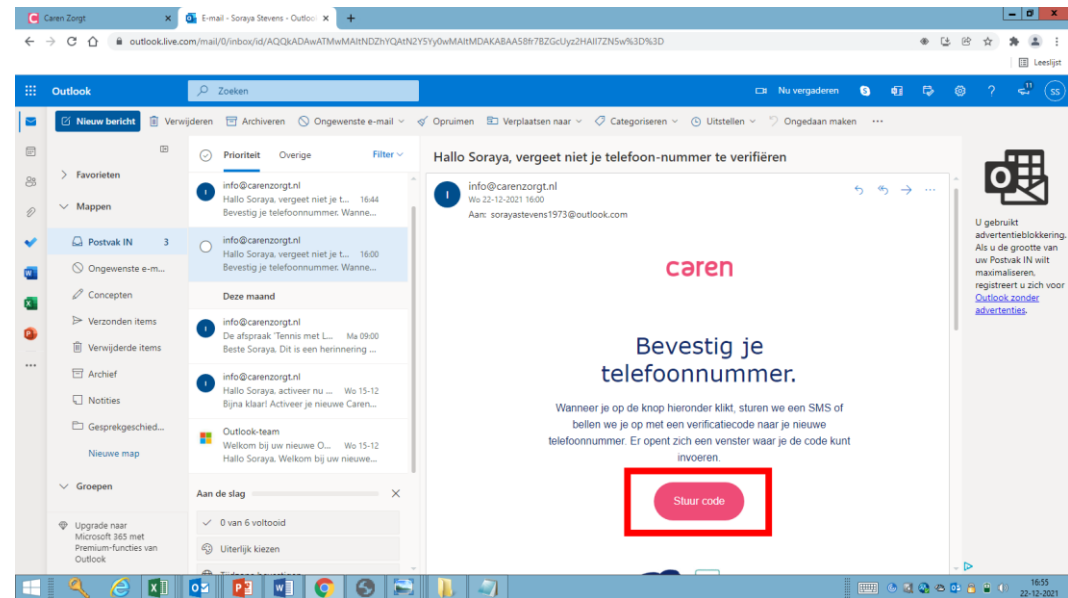 Caren Zorgt
E-mail - Soraya Stevens - Outloo
outlook.live.com/mail/0/inbox/id/AQQkADAwATMwMAItNDZhYQAtN2Y5Yy0wMAItMDAKABAA58fr7BZGcUyz2HAII7ZN5w%3D%3D
Leeslijst
Outlook
Zoeken
Nu vergaderen
11
SS
Nieuw bericht
Verwijderen
Archiveren
Ongewenste e-mail
Opruimen
Verplaatsen naar
Categoriseren
Uitstellen
Ongedaan maken
Favorieten
Mappen
Postvak IN 3
Ongewenste e-m...
Concepten
Verzonden items
Verwijderde items
Archief
Notities
Gesprekgeschied...
Nieuwe map
Groepen
Upgrade naar
Microsoft 365 met
Premium-functies van
Outlook
Prioriteit Overige Filter
I
info@carenzorgt.nl
Hallo Soraya, vergeet niet je t... 16:44
Bevestig je telefoonnummer. Wanne...
info@carenzorgt.nl
Hallo Soraya, vergeet niet je t... 16:00
Bevestig je telefoonnummer. Wanne...
Deze maand
I
info@carenzorgt.nl
De afspraak 'Tennis met L... Ma 09:00
Beste Soraya. Dit is een herinnering ...
I
info@carenzorgt.nl
Hallo Soraya, activeer nu ... Wo 15-12
Bijna klaar! Activeer je nieuwe Caren...
Outlook-team
Welkom bij uw nieuwe O... Wo 15-12
Hallo Soraya. Welkom bij uw nieuwe...
Aan de slag
0 van 6 voltooid
Uiterlijk kiezen
Hallo Soraya, vergeet niet je telefoon-nummer te verifiëren
I
info@carenzorgt.nl
Wo 22-12-2021 16:00
Aan: sorayastevens1973@outlook.com
caren
Bevestig je
telefoonnummer.
Wanneer je op de knop hieronder klikt, sturen we een SMS of
bellen we je op met een verificatiecode naar je nieuwe
telefoonnummer. Er opent zich een venster waar je de code kunt
invoeren.
Stuur code
U gebruikt
advertentieblokkering.
Als u de grootte van
uw Postvak IN wilt
maximaliseren,
registreert u zich voor
Outlook zonder
advertenties.
16:55
22-12-2021